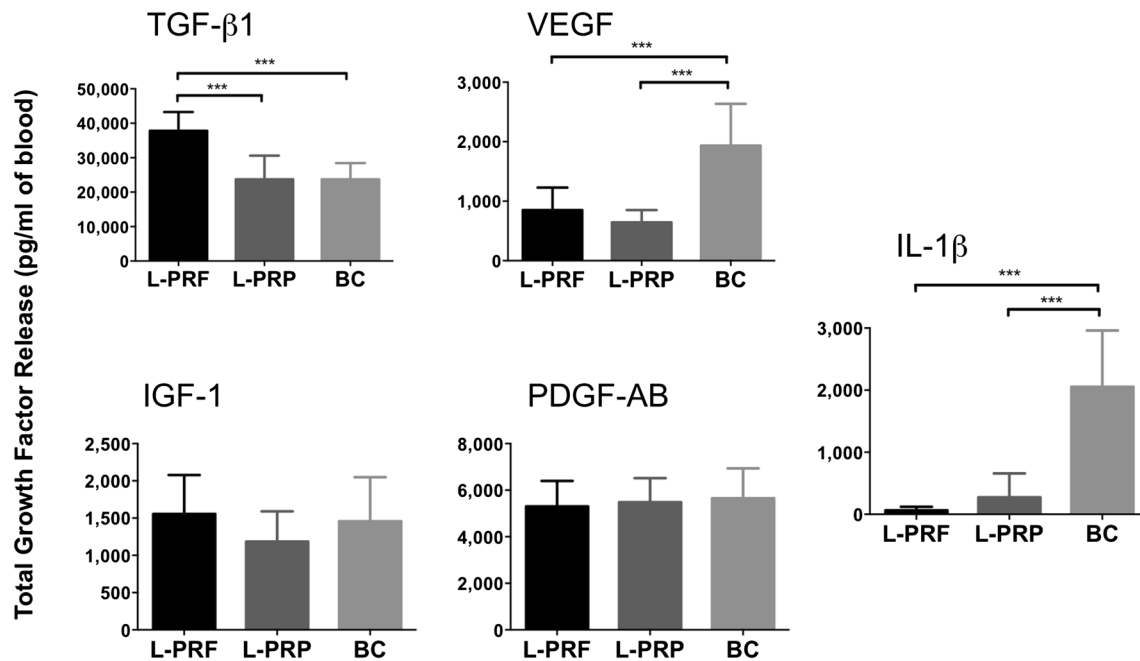 Total Growth Factor Release (pg/ml of blood)
TGF-β1
***
***
50,000
40,000
30,000
20,000
10,000
0
L-PRF L-PRP BC
VEGF
***
***
3,000
2,000
1,000
0
L-PRF L-PRP BC
IL-1β
***
***
3,000
2,000
1,000
0
L-PRF L-PRP BC
IGF-1
2,500
2,000
1,500
1,000
500
0
L-PRF L-PRP BC
PDGF-AB
8,000
6,000
4,000
2,000
0
L-PRF L-PRP BC